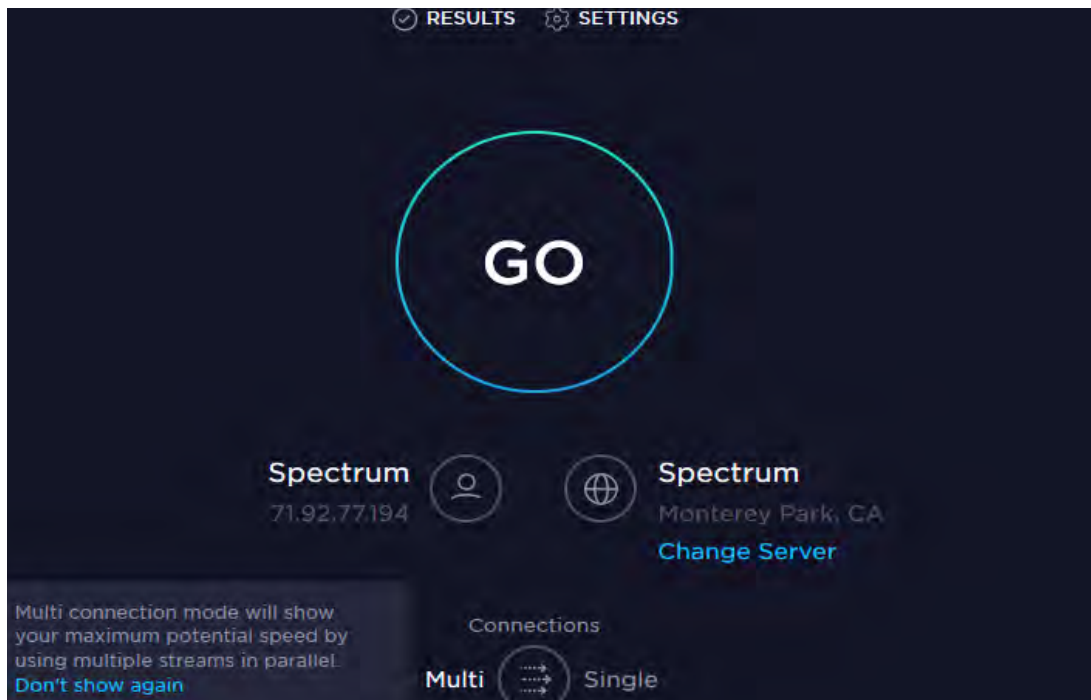 RESULTS SETTINGS
GO
Spectrum
71.92.77.194
Spectrum
Monterey Park, CA
Change Server
Multi connection mode will show
your maximum potential speed by
using multiple streams in parallel.
Don't show again
Connections
Multi Single